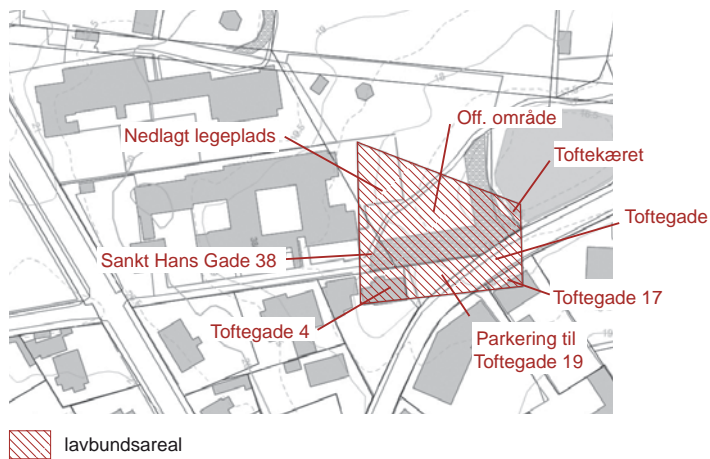 Off. område
Nedlagt legeplads
Toftekæret
Toftegade
Sankt Hans Gade 38
Toftegade 17
Toftegade 4
Parkering til
Toftegade 19
lavbundsareal